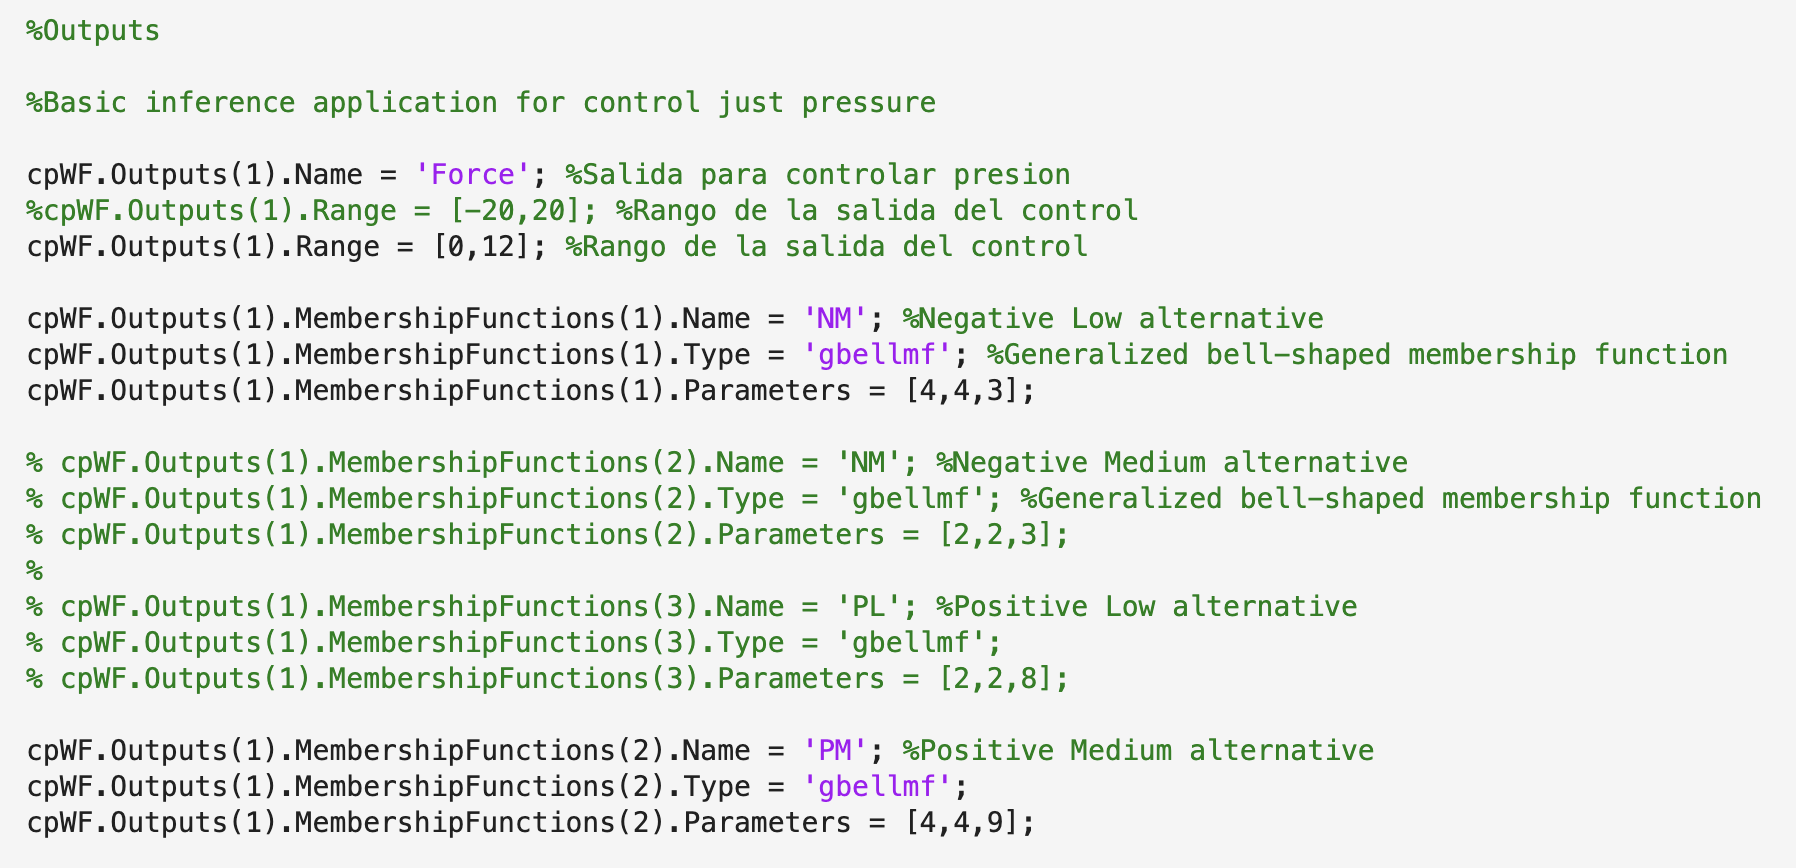 %Outputs
%Basic inference application for control just pressure
cpWF.Outputs(1).Name = 'Force'; %Salida para controlar presion
%cpWF.Outputs(1).Range = [-20,20]; %Rango de la salida del control
cpWF.Outputs(1).Range = [0,12]; %Rango de la salida del control
cpWF.Outputs(1).MembershipFunctions(1).Name = 'NM'; %Negative Low alternative
cpWF.Outputs(1).MembershipFunctions(1).Type = 'gbellmf'; %Generalized bell-shaped membership function
cpWF.Outputs(1).MembershipFunctions(1).Parameters = [4,4,3];
% cpWF.Outputs(1).MembershipFunctions(2).Name = 'NM'; %Negative Medium alternative
% cpWF.Outputs(1).MembershipFunctions(2).Type = 'gbellmf'; %Generalized bell-shaped membership function
% cpWF.Outputs(1).MembershipFunctions(2).Parameters = [2,2,3];
%
% cpWF.Outputs(1).MembershipFunctions(3).Name = 'PL'; %Positive Low alternative
% cpWF.Outputs(1).MembershipFunctions(3).Type = 'gbellmf';
% cpWF.Outputs(1).MembershipFunctions(3).Parameters = [2,2,8];
cpWF.Outputs(1).MembershipFunctions(2).Name = 'PM'; %Positive Medium alternative
cpWF.Outputs(1).MembershipFunctions(2).Type = 'gbellmf';
cpWF.Outputs(1).MembershipFunctions(2).Parameters = [4,4,9];